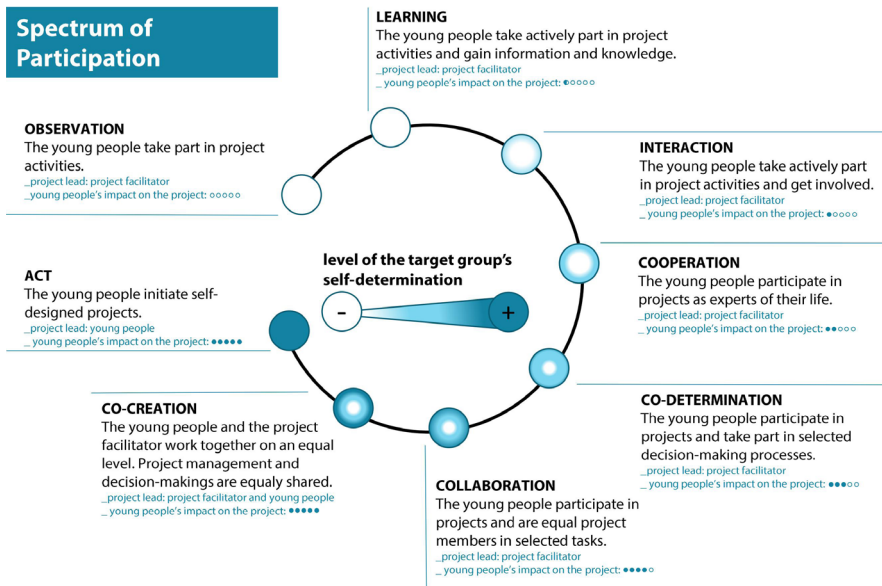 Spectrum of
Participation
LEARNING
The young people take actively part in project
activities and gain information and knowledge.
_project lead: project facilitator
_ young people's impact on the project: ◐○○○○
OBSERVATION
The young people take part in project
activities.
_project lead: project facilitator
_young people's impact on the project: ○○○○○
INTERACTION
The young people take actively part
in project activities and get involved.
_project lead: project facilitator
_ young people's impact on the project: ●○○○○
level of the target group's
self-determination
-
+
COOPERATION
The young people participate in
projects as experts of their life.
_project lead: project facilitator
_ young people's impact on the project: ●●○○○
CO-DETERMINATION
The young people participate in
projects and take part in selected
decision-making processes.
_project lead: project facilitator
_ young people's impact on the project: ●●●○○
COLLABORATION
The young people participate in
projects and are equal project
members in selected tasks.
_project lead: project facilitator
_ young people's impact on the project: ●●●●○
CO-CREATION
The young people and the project
facilitator work together on an equal
level. Project management and
decision-makings are equaly shared.
_project lead: project facilitator and young people
_ young people's impact on the project: ●●●●●
ACT
The young people initiate self-
designed projects.
_project lead: young people
_ young people's impact on the project: ●●●●●